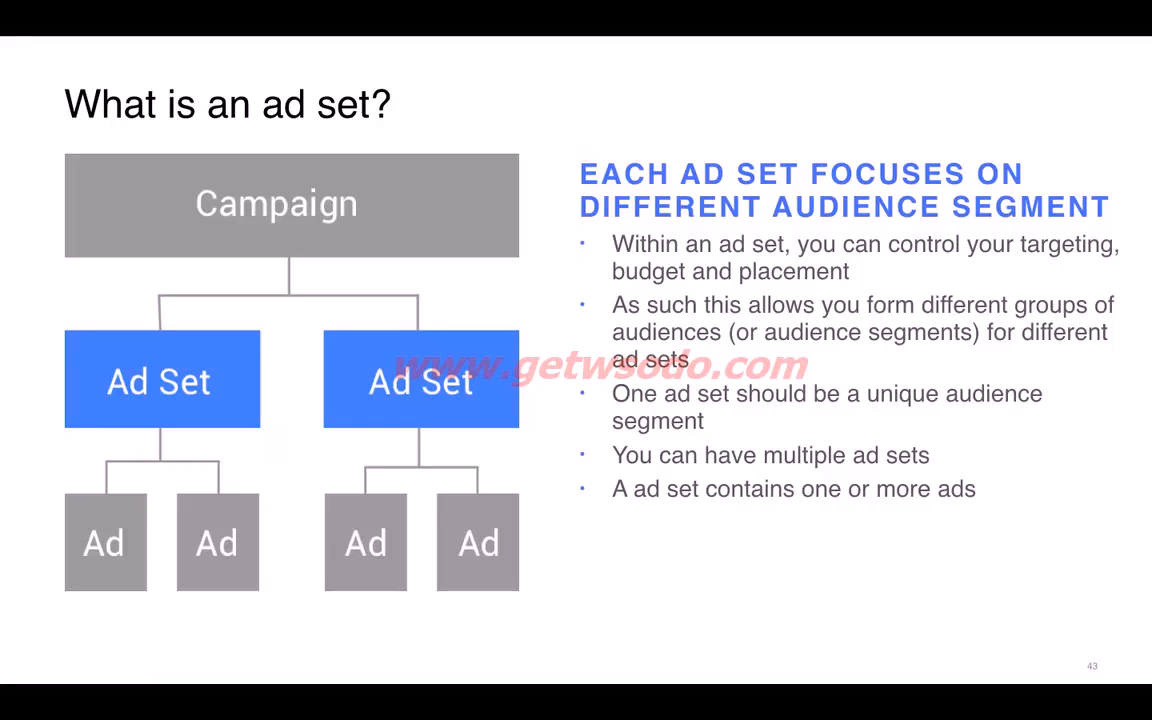 What is an ad set?
Campaign
Ad Set
Ad Set
Ad
Ad
Ad
Ad
EACH AD SET FOCUSES ON
DIFFERENT AUDIENCE SEGMENT
• Within an ad set, you can control your targeting,
budget and placement
• As such this allows you form different groups of
audiences (or audience segments) for different
ad sets
• One ad set should be a unique audience
segment
• You can have multiple ad sets
• A ad set contains one or more ads
www.getwsodo.com
43